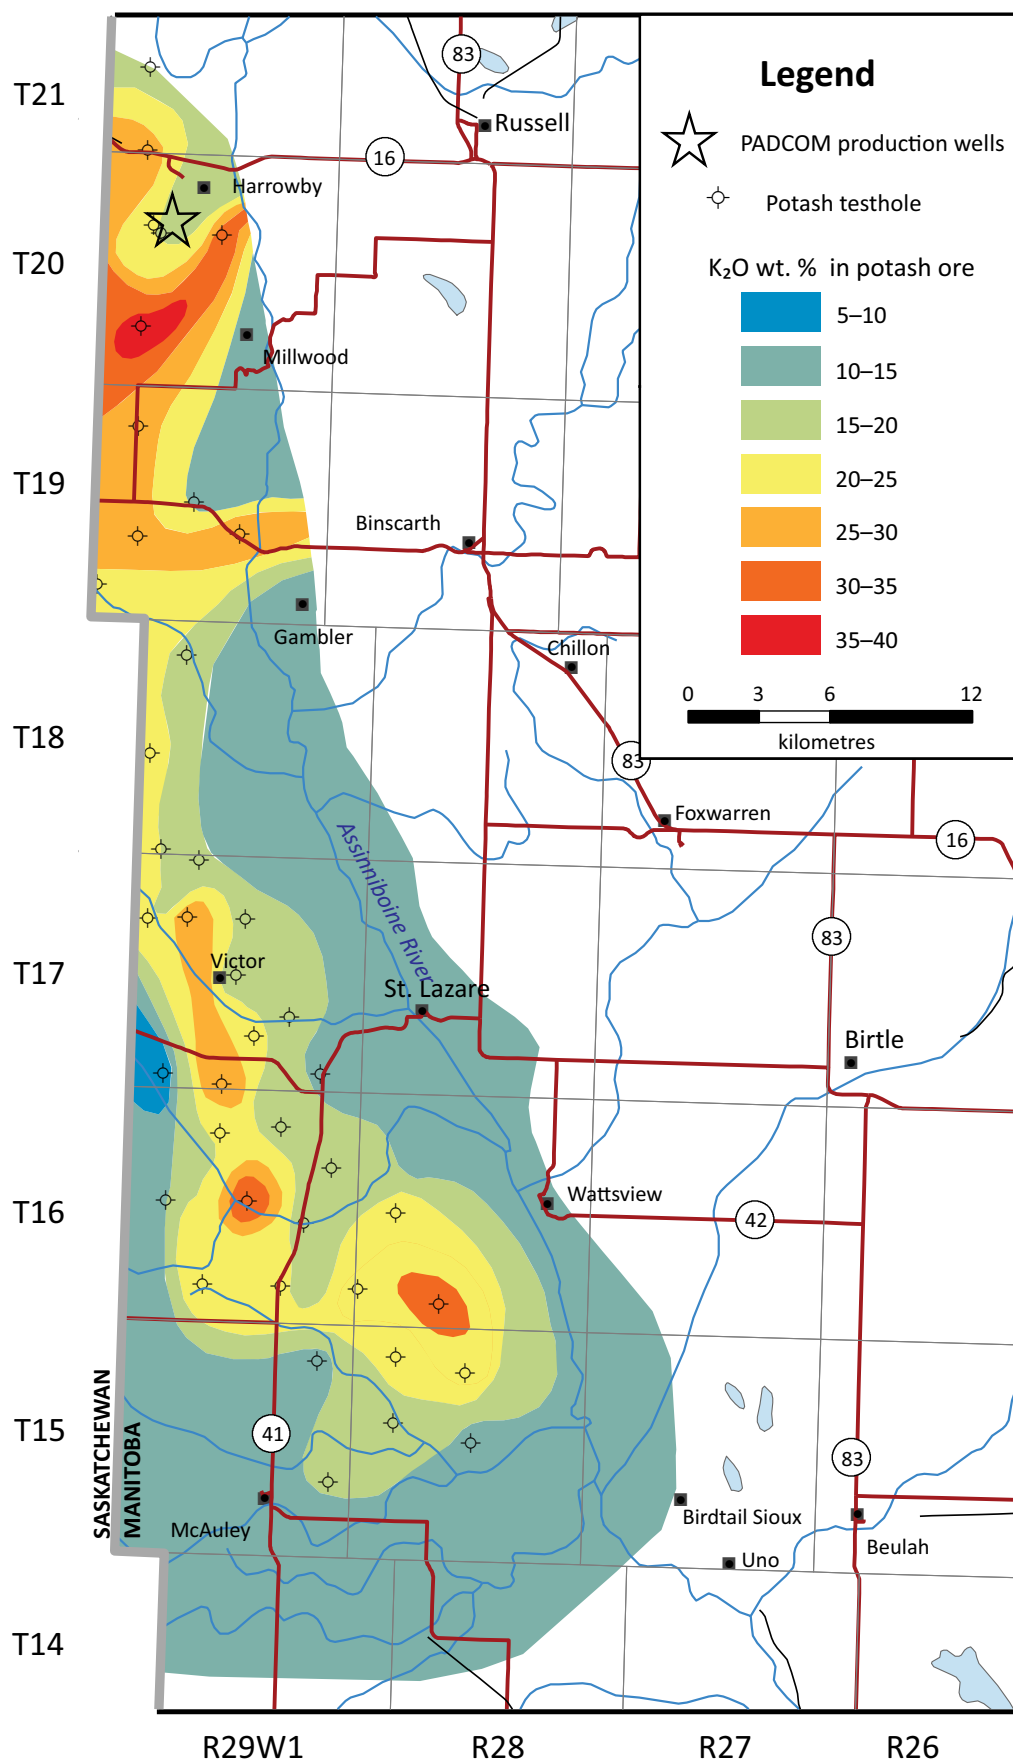 Legend
PADCOM production wells
Potash testhole
K₂O wt. % in potash ore
5–10
10–15
15–20
20–25
25–30
30–35
35–40
0 3 6 12
kilometres
T21
T20
T19
T18
T17
T16
T15
T14
83
Russell
16
Harrowby
Millwood
Binscarth
Gambler
Chillon
83
Foxwarren
16
Assinniboine River
83
Victor
St. Lazare
Birtle
Wattsview
42
SASKATCHEWAN
MANITOBA
41
83
McAuley
Birdtail Sioux
Beulah
Uno
R29W1
R28
R27
R26